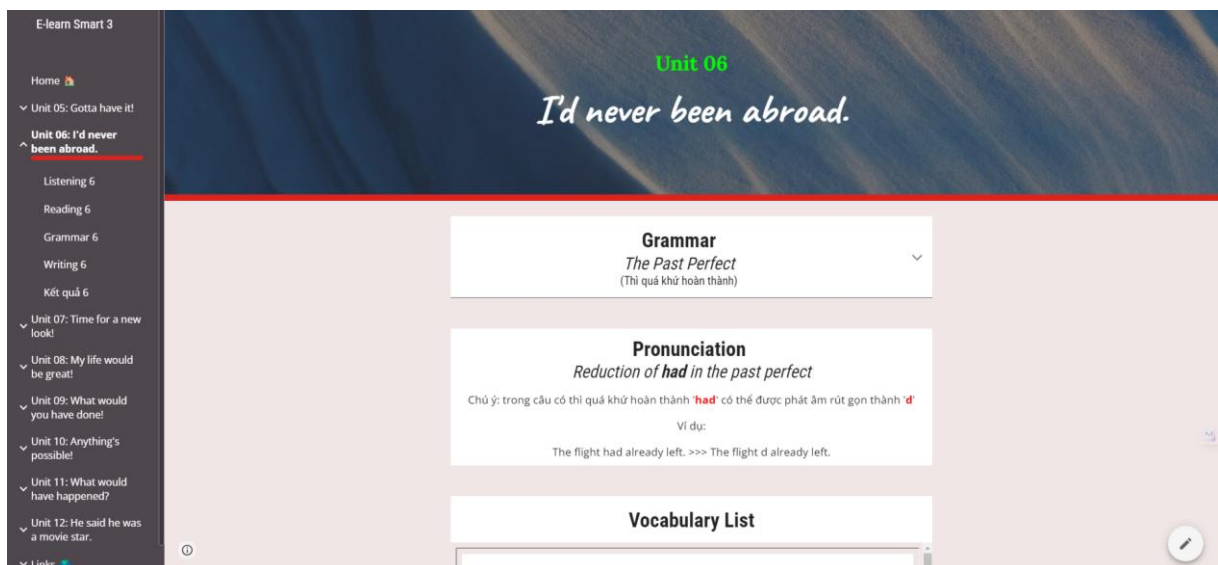 E-learn Smart 3
Home
Unit 05: Gotta have it!
Unit 06: I'd never
been abroad.
Listening 6
Reading 6
Grammar 6
Writing 6
Kết quả 6
Unit 07: Time for a new
look!
Unit 08: My life would
be great!
Unit 09: What would
you have done!
Unit 10: Anything's
possible!
Unit 11: What would
have happened?
Unit 12: He said he was
a movie star.
Links
Unit 06
I'd never been abroad.
Grammar
The Past Perfect
(Thì quá khứ hoàn thành)
Pronunciation
Reduction of had in the past perfect
Chú ý: trong câu có thì quá khứ hoàn thành 'had' có thể được phát âm rút gọn thành 'd'
Ví dụ:
The flight had already left. >>> The flight d already left.
Vocabulary List